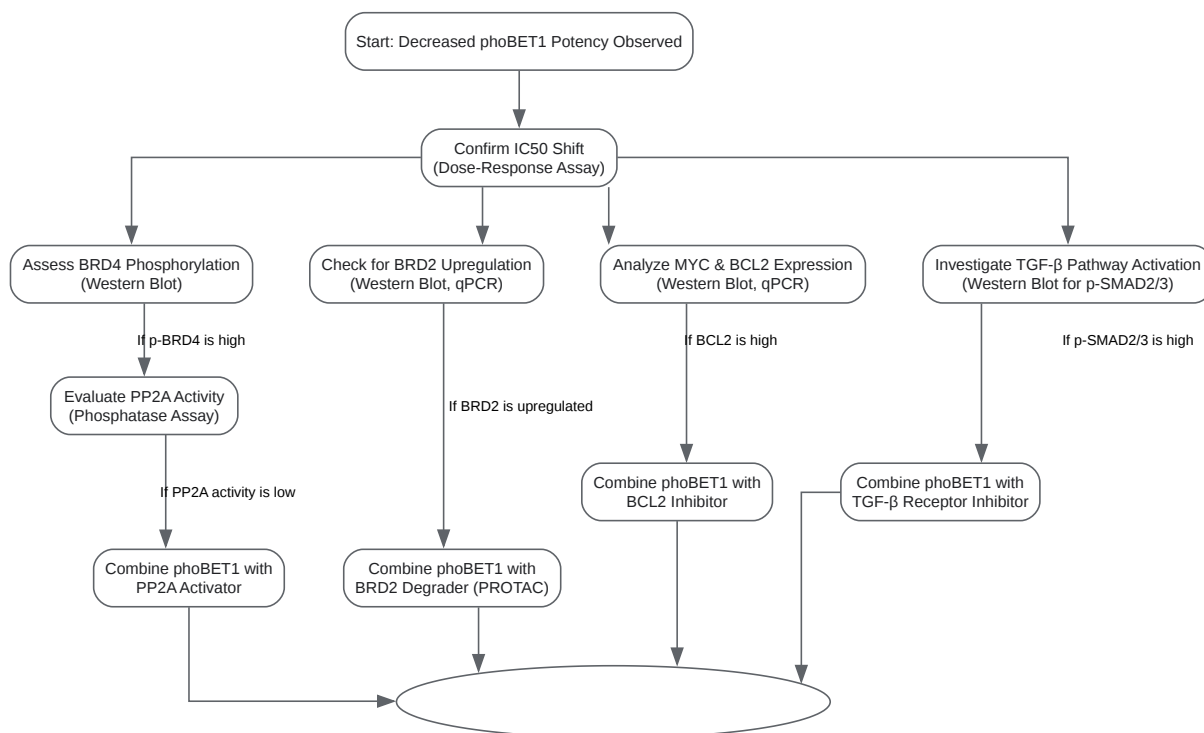 Start: Decreased phoBET1 Potency Observed
Confirm IC50 Shift
(Dose-Response Assay)
Assess BRD4 Phosphorylation
(Western Blot)
Check for BRD2 Upregulation
(Western Blot, qPCR)
Analyze MYC & BCL2 Expression
(Western Blot, qPCR)
Investigate TGF-β Pathway Activation
(Western Blot for p-SMAD2/3)
If p-BRD4 is high
If BCL2 is high
If p-SMAD2/3 is high
Evaluate PP2A Activity
(Phosphatase Assay)
If BRD2 is upregulated
If PP2A activity is low
Combine phoBET1 with
BCL2 Inhibitor
Combine phoBET1 with
TGF-β Receptor Inhibitor
Combine phoBET1 with
PP2A Activator
Combine phoBET1 with
BRD2 Degrader (PROTAC)